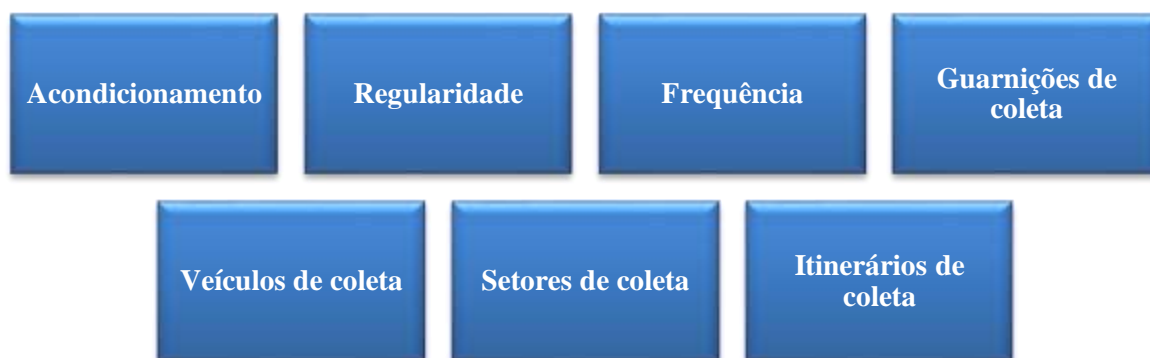 Acondicionamento
Regularidade
Frequência
Guarnições de
coleta
Veículos de coleta
Setores de coleta
Itinerários de
coleta